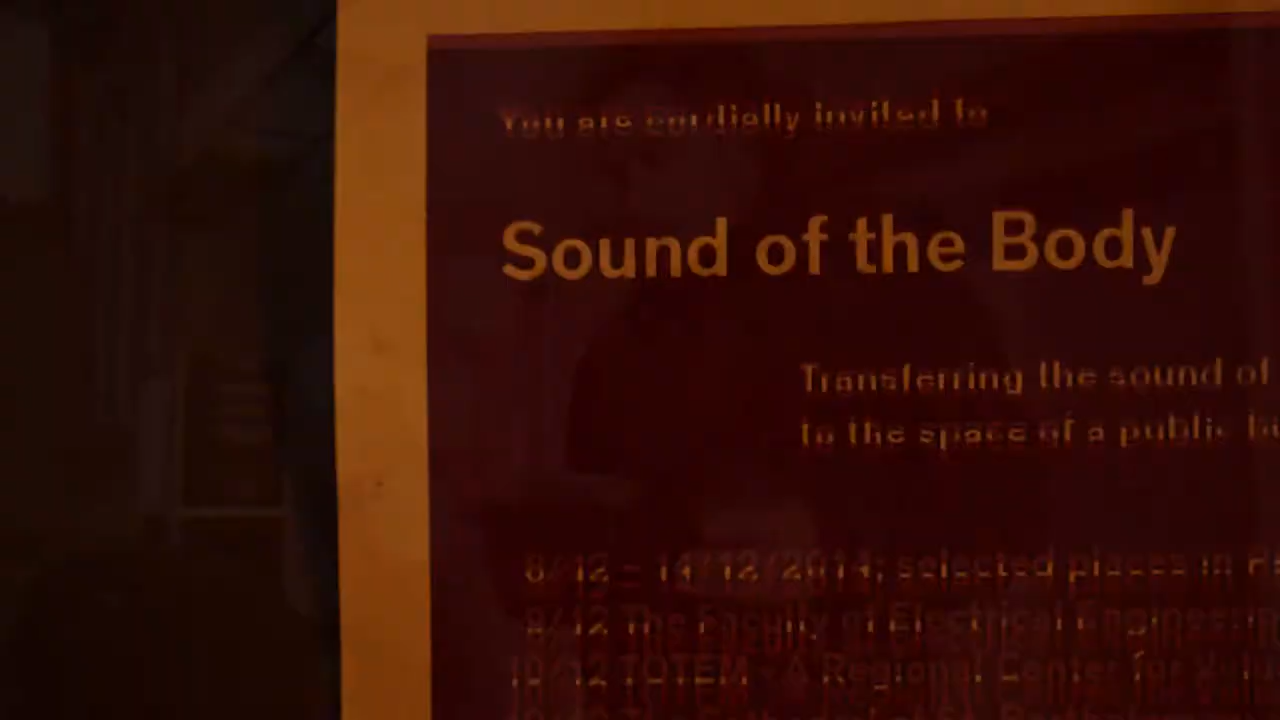 You are cordially invited to
Sound of the Body
Transferring the sound of
to the space of a public
8/12 – 14/12/2014; selected places in
9/12 The Faculty of Electrical
10/12 TOTEM - A Regional Center for